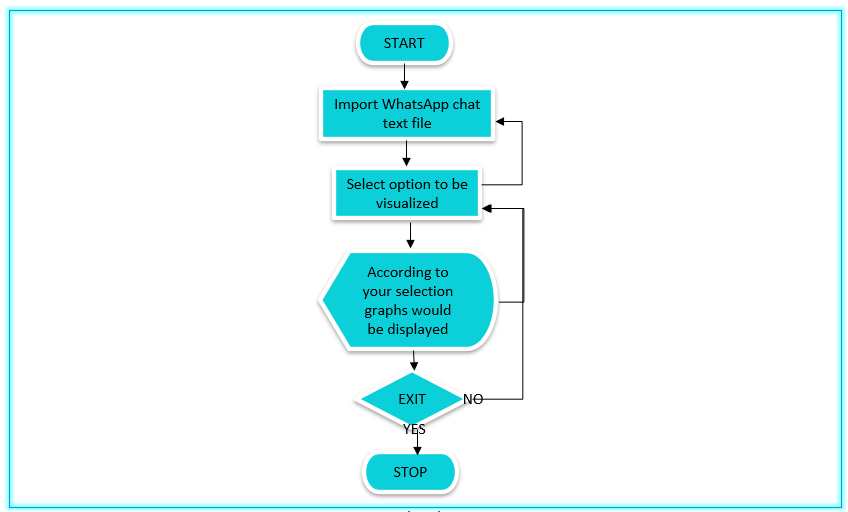 START
Import WhatsApp chat
text file
Select option to be
visualized
According to
your selection
graphs would
be displayed
EXIT
NO
YES
STOP